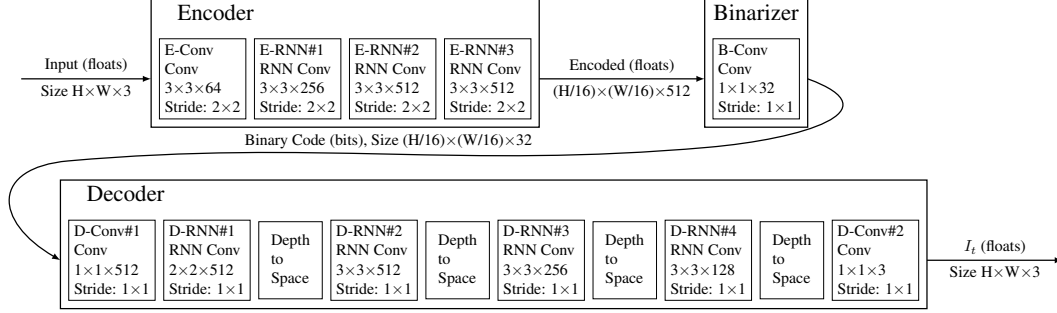 Encoder
E-Conv
Conv
3×3×64
Stride: 2×2
E-RNN#1
RNN Conv
3×3×256
Stride: 2×2
E-RNN#2
RNN Conv
3×3×512
Stride: 2×2
E-RNN#3
RNN Conv
3×3×512
Stride: 2×2
Binarizer
B-Conv
Conv
1×1×32
Stride: 1×1
Input (floats)
Size H×W×3
Encoded (floats)
(H/16)×(W/16)×512
Binary Code (bits), Size (H/16)×(W/16)×32
Decoder
D-Conv#1
Conv
1×1×512
Stride: 1×1
D-RNN#1
RNN Conv
2×2×512
Stride: 1×1
Depth
to
Space
D-RNN#2
RNN Conv
3×3×512
Stride: 1×1
Depth
to
Space
D-RNN#3
RNN Conv
3×3×256
Stride: 1×1
Depth
to
Space
D-RNN#4
RNN Conv
3×3×128
Stride: 1×1
Depth
to
Space
D-Conv#2
Conv
1×1×3
Stride: 1×1
I_t (floats)
Size H×W×3